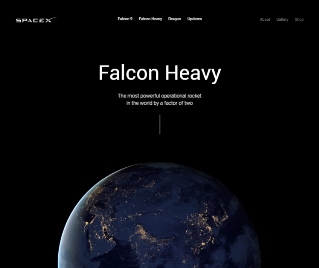 SPACEX
Falcon 9 Falcon Heavy Dragon Updates
About Gallery Shop
Falcon Heavy
The most powerful operational rocket
in the world by a factor of two